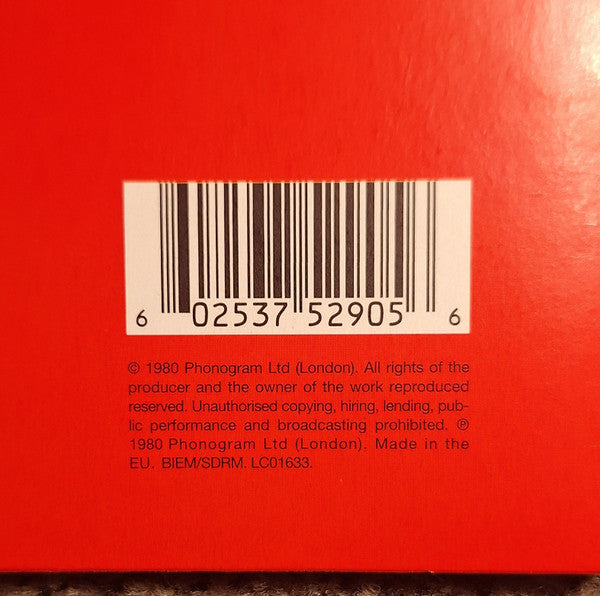 6 02537 52905 6
© 1980 Phonogram Ltd (London). All rights of the
producer and the owner of the work reproduced
reserved. Unauthorised copying, hiring, lending, pub-
lic performance and broadcasting prohibited. ℗
1980 Phonogram Ltd (London). Made in the
EU. BIEM/SDRM. LC01633.